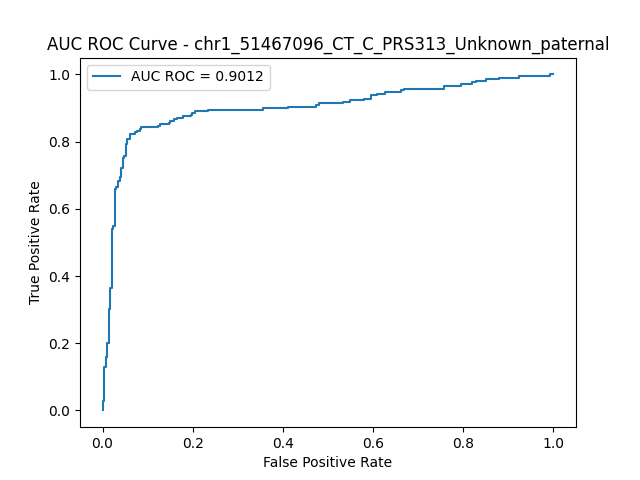 AUC ROC Curve - chr1_51467096_CT_C_PRS313_Unknown_paternal
AUC ROC = 0.9012
True Positive Rate
1.0
0.8
0.6
0.4
0.2
0.0
0.0 0.2 0.4 0.6 0.8 1.0
False Positive Rate